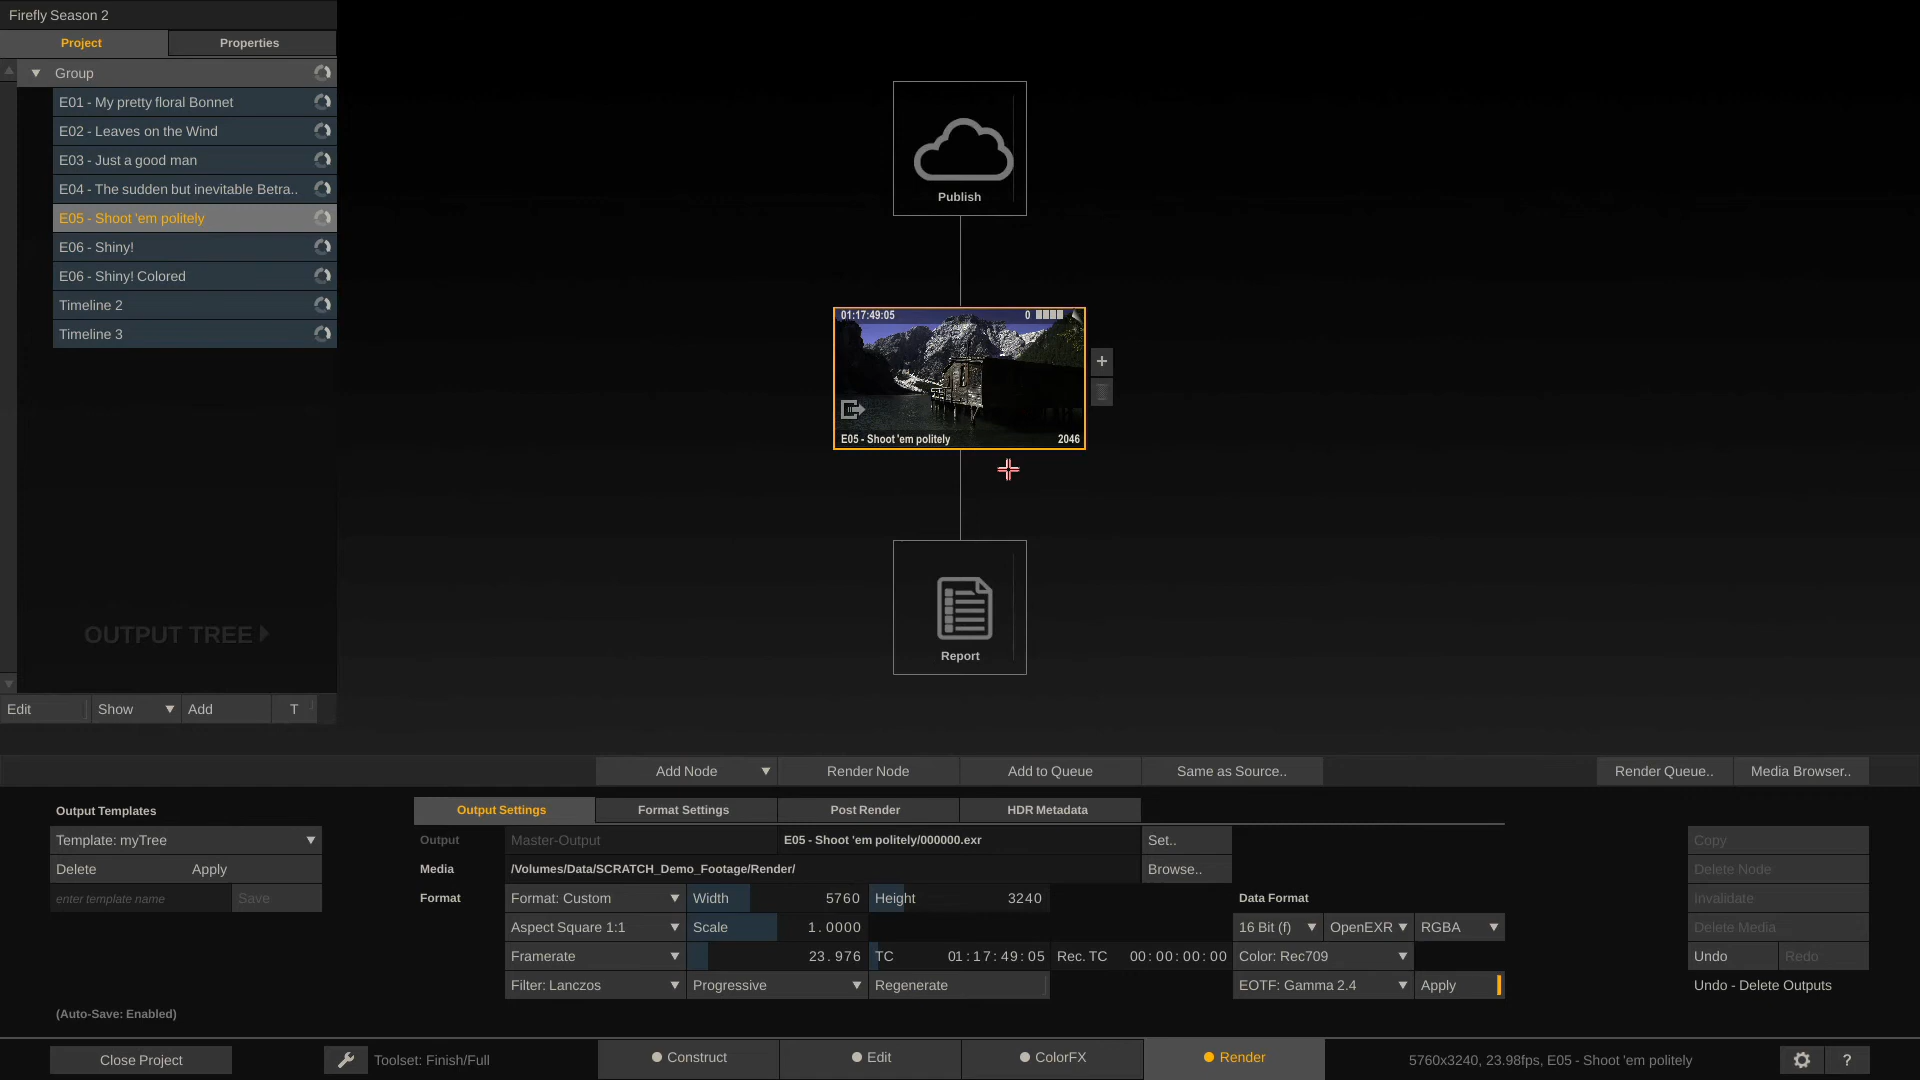 Firefly Season 2
Project
Properties
Group
E01 - My pretty floral Bonnet
E02 - Leaves on the Wind
E03 - Just a good man
E04 - The sudden but inevitable Betra..
E05 - Shoot 'em politely
E06 - Shiny!
E06 - Shiny! Colored
Timeline 2
Timeline 3
OUTPUT TREE
Edit
Show
Add
T
Publish
01:17:49:05
0
E05 - Shoot 'em politely
2046
+
Report
Add Node
Render Node
Add to Queue
Same as Source..
Render Queue..
Media Browser..
Output Templates
Template: myTree
Delete
Apply
enter template name
Save
(Auto-Save: Enabled)
Output Settings
Format Settings
Post Render
HDR Metadata
Output
Master-Output
E05 - Shoot 'em politely/000000.exr
Set..
Media
/Volumes/Data/SCRATCH_Demo_Footage/Render/
Browse..
Format
Format: Custom
Width
5760
Height
3240
Data Format
Aspect Square 1:1
Scale
1.0000
16 Bit (f)
OpenEXR
RGBA
Framerate
23.976
TC
01:17:49:05
Rec. TC
00:00:00:00
Color: Rec709
Filter: Lanczos
Progressive
Regenerate
EOTF: Gamma 2.4
Apply
Copy
Delete Node
Invalidate
Delete Media
Undo
Redo
Undo - Delete Outputs
Close Project
Toolset: Finish/Full
Construct
Edit
ColorFX
Render
5760x3240, 23.98fps, E05 - Shoot 'em politely
?